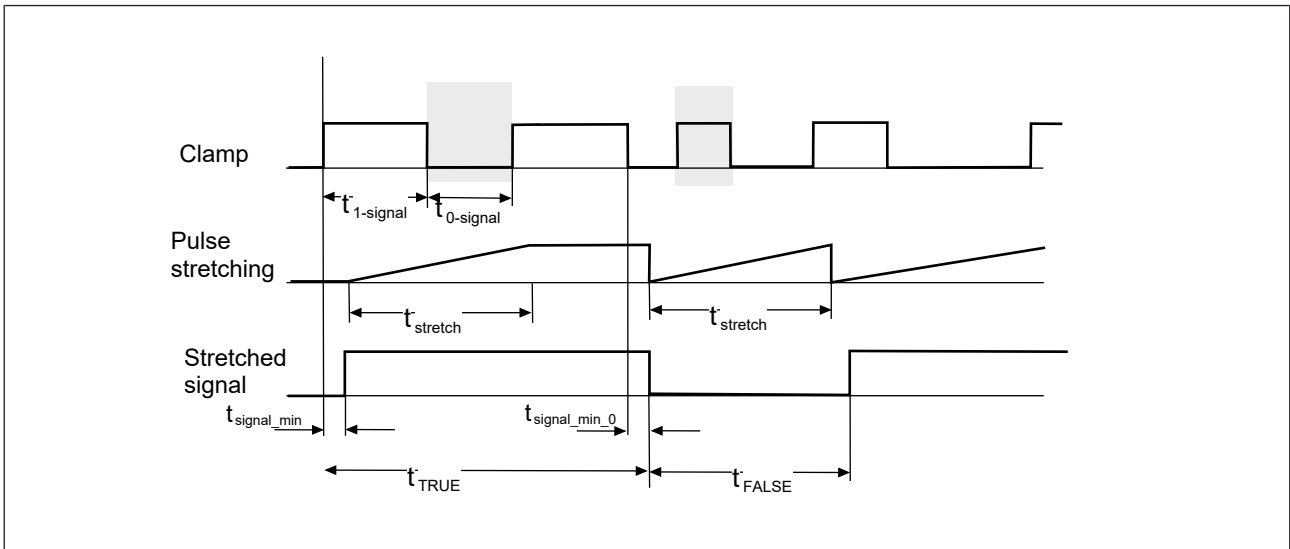 Clamp
t1-signal
t0-signal
Pulse
stretching
tstretch
tstretch
Stretched
signal
tsignal_min
tsignal_min_0
tTRUE
tFALSE